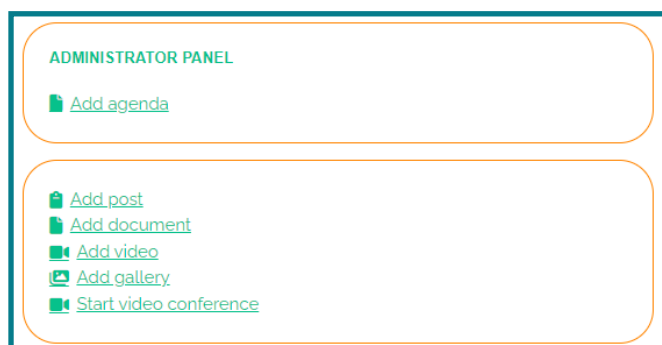 ADMINISTRATOR PANEL
Add agenda
Add post
Add document
Add video
Add gallery
Start video conference